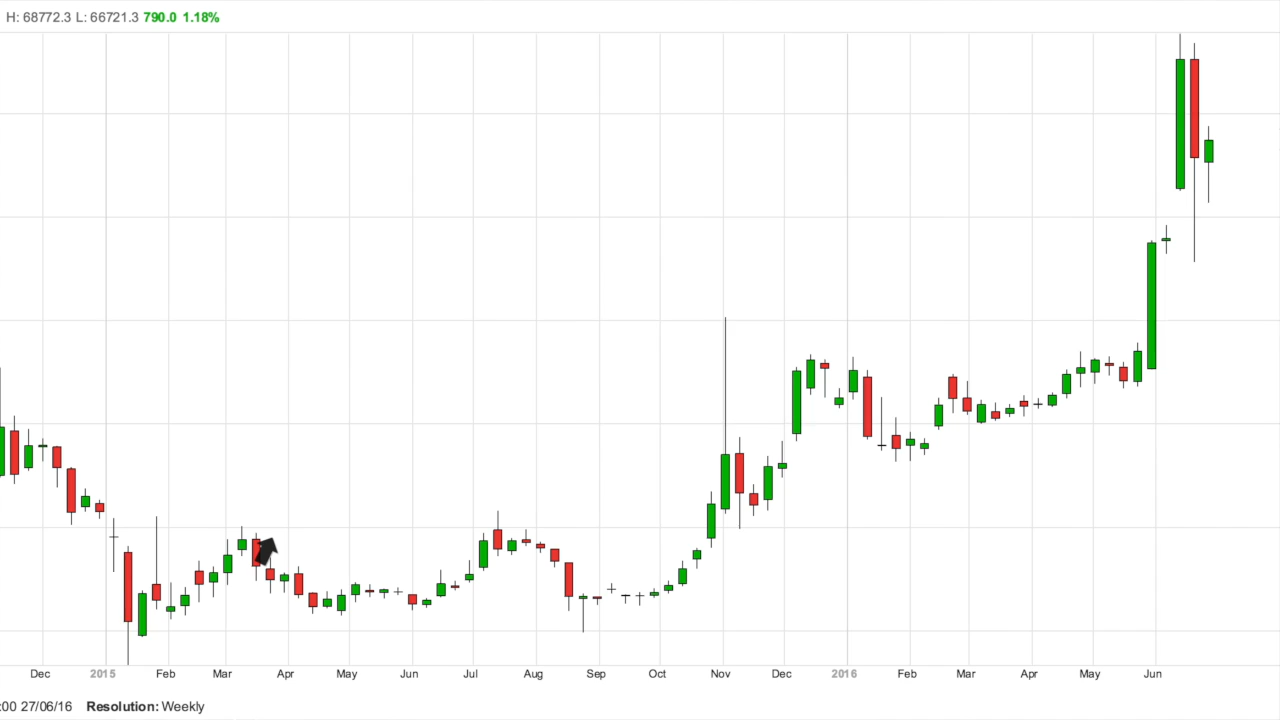 H: 68772.3 L: 66721.3 790.0 1.18%
Dec 2015 Feb Mar Apr May Jun Jul Aug Sep Oct Nov Dec 2016 Feb Mar Apr May Jun
:00 27/06/16 Resolution: Weekly